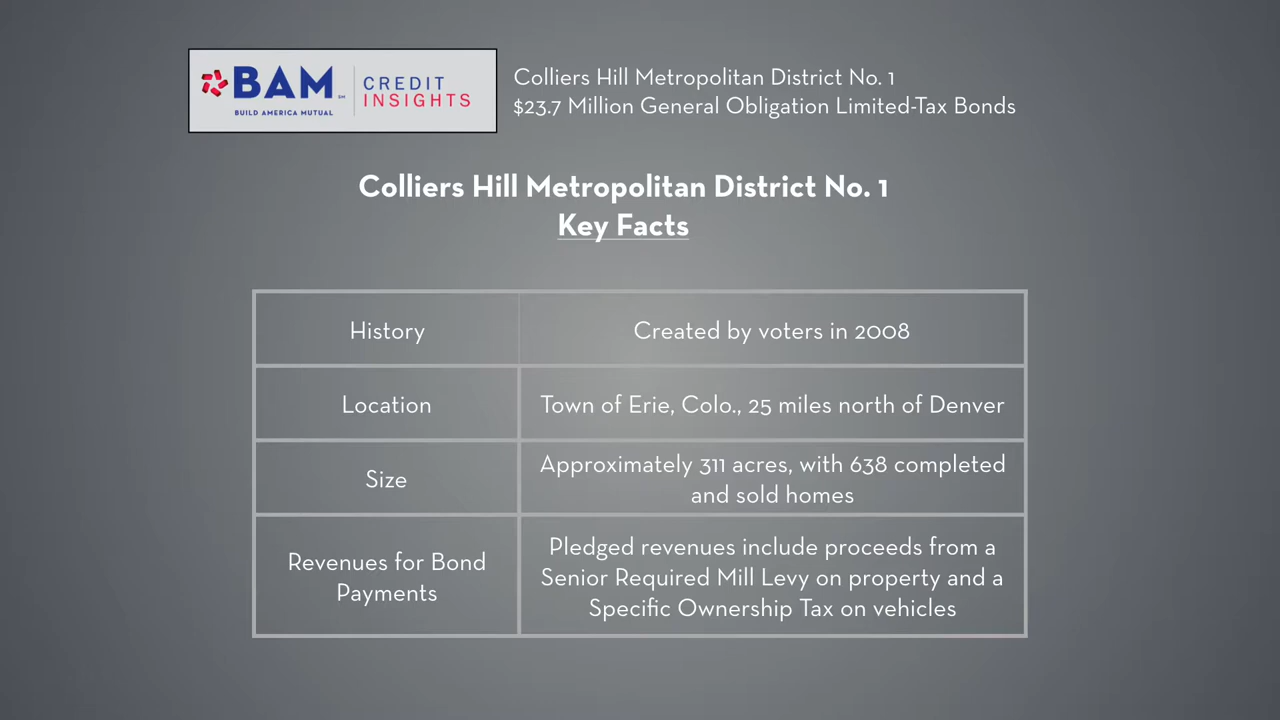 BAM SM
BUILD AMERICA MUTUAL
CREDIT
INSIGHTS
Colliers Hill Metropolitan District No. 1
$23.7 Million General Obligation Limited-Tax Bonds
Colliers Hill Metropolitan District No. 1
Key Facts
History
Created by voters in 2008
Location
Town of Erie, Colo., 25 miles north of Denver
Size
Approximately 311 acres, with 638 completed
and sold homes
Revenues for Bond
Payments
Pledged revenues include proceeds from a
Senior Required Mill Levy on property and a
Specific Ownership Tax on vehicles